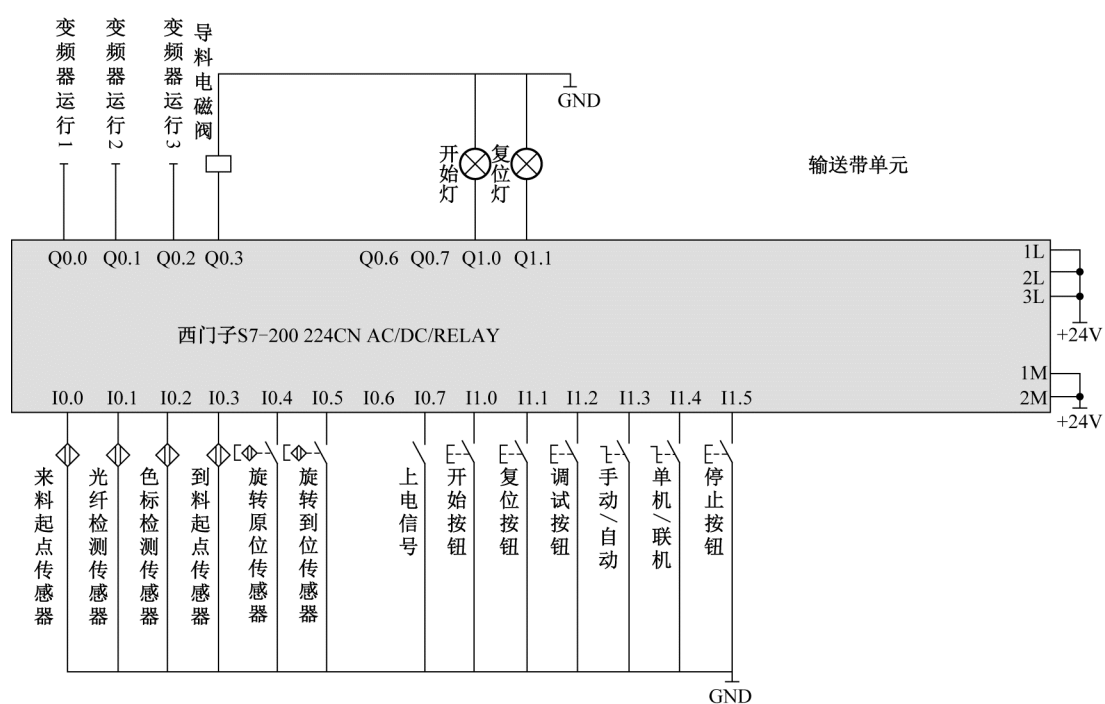 变频器运行1
变频器运行2
变频器运行3
导料电磁阀
GND
开始灯
复位灯
输送带单元
Q0.0 Q0.1 Q0.2 Q0.3 Q0.6 Q0.7 Q1.0 Q1.1
1L
2L
3L
+24V
西门子S7-200 224CN AC/DC/RELAY
1M
2M
+24V
I0.0 I0.1 I0.2 I0.3 I0.4 I0.5 I0.6 I0.7 I1.0 I1.1 I1.2 I1.3 I1.4 I1.5
来料起点传感器
光纤检测传感器
色标检测传感器
到料起点传感器
旋转原位传感器
旋转到位传感器
上电信号
开始按钮
复位按钮
调试按钮
手动/自动
单机/联机
停止按钮
GND